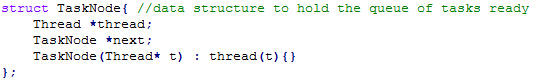 struct TaskNode{ //data structure to hold the queue of tasks ready
Thread *thread;
TaskNode *next;
TaskNode(Thread* t) : thread(t){}
};